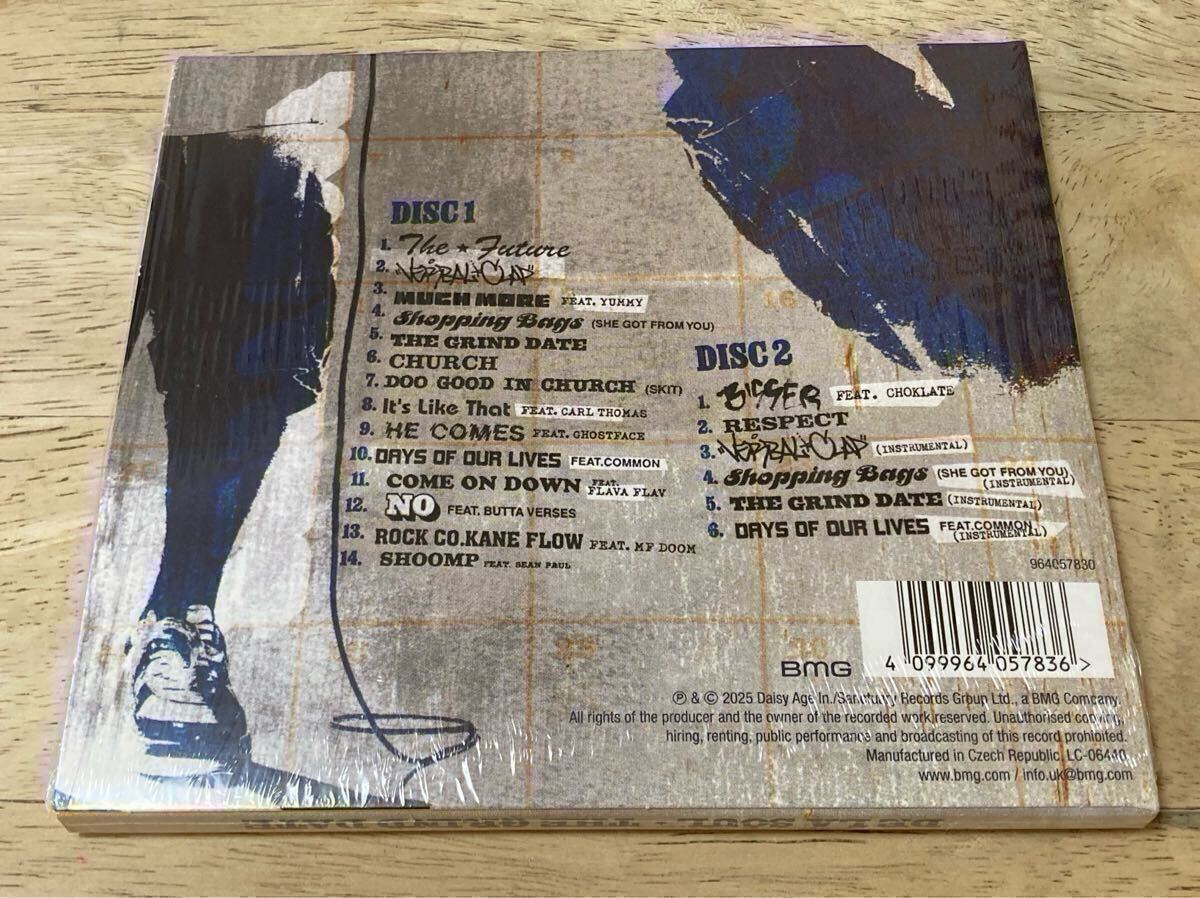 DISC 1
1. The ★ Future
2. VERBAL CLAP
3. MUCH MORE FEAT. YUMMY
4. Shopping Bags (SHE GOT FROM YOU)
5. THE GRIND DATE
6. CHURCH
7. DOO GOOD IN CHURCH (SKIT)
8. It's Like That FEAT. CARL THOMAS
9. HE COMES FEAT. GHOSTFACE
10. DAYS OF OUR LIVES FEAT.COMMON
11. COME ON DOWN FEAT. FLAVA FLAV
12. NO FEAT. BUTTA VERSES
13. ROCK CO.KANE FLOW FEAT. MF DOOM
14. SHOOMP FEAT. SEAN PAUL
DISC 2
1. BIGGER FEAT. CHOKLATE
2. RESPECT
3. VERBAL CLAP (INSTRUMENTAL)
4. Shopping Bags (SHE GOT FROM YOU)
(INSTRUMENTAL)
5. THE GRIND DATE (INSTRUMENTAL)
6. DAYS OF OUR LIVES FEAT.COMMON
(INSTRUMENTAL)
964057830
BMG
4 099964 057836 >
℗ & © 2025 Daisy Age In./Sanctuary Records Group Ltd., a BMG Company.
All rights of the producer and the owner of the recorded work reserved. Unauthorised copying,
hiring, renting, public performance and broadcasting of this record prohibited.
Manufactured in Czech Republic, LC-06440
www.bmg.com / info.uk@bmg.com
DE LA SOUL · THE GRIND DATE